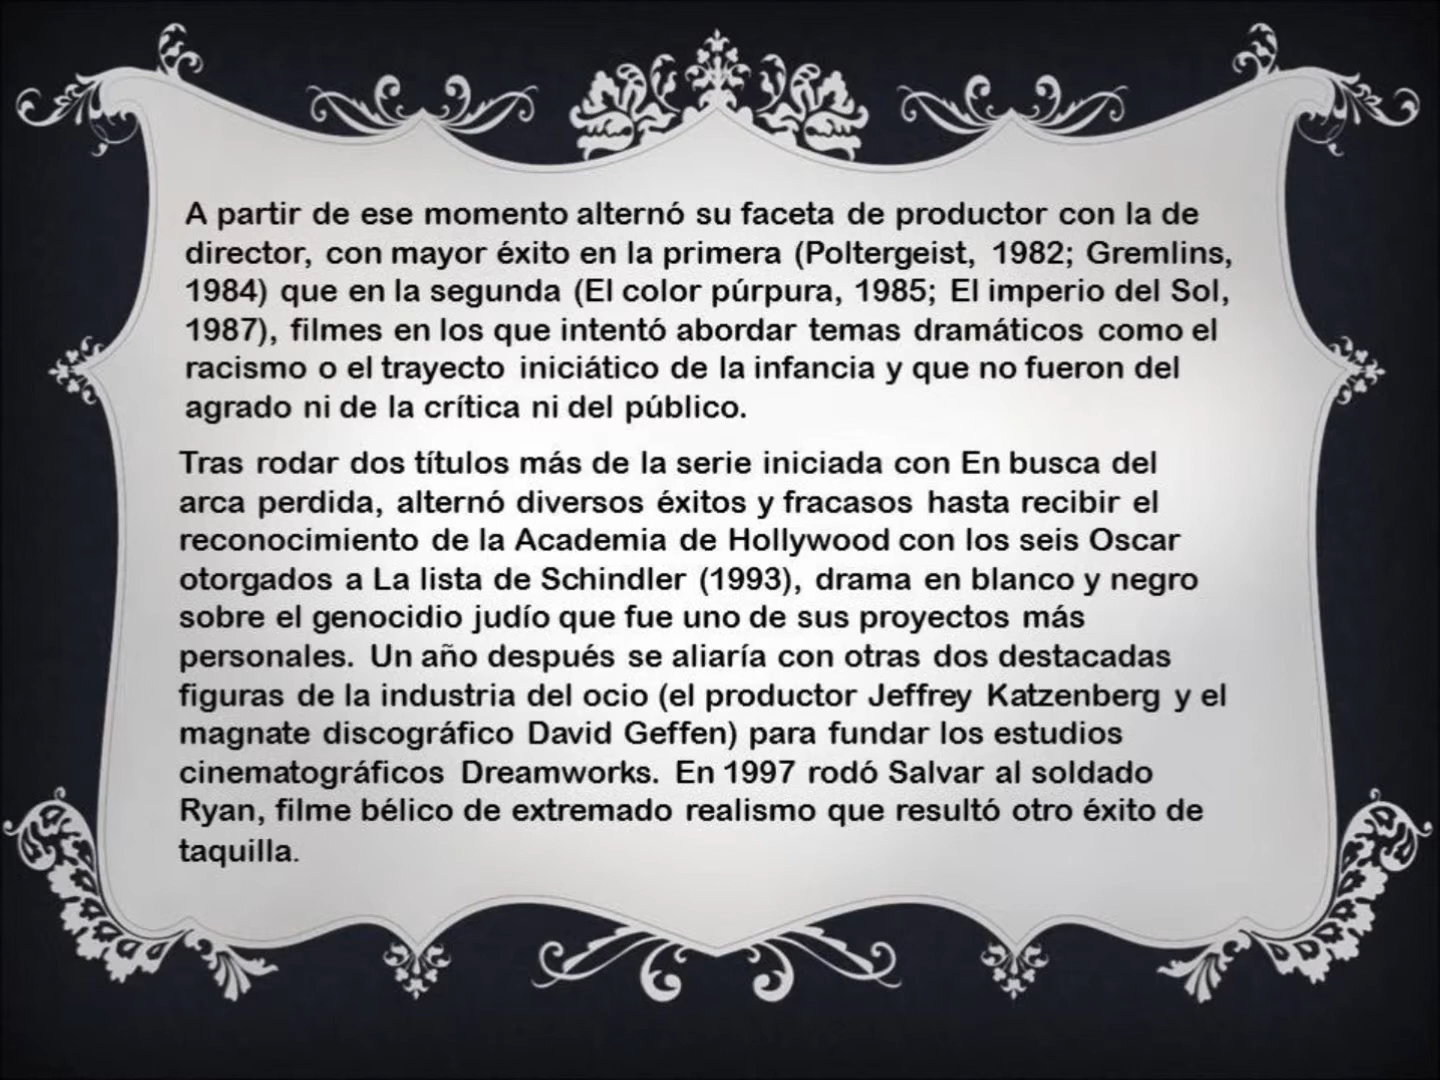 A partir de ese momento alternó su faceta de productor con la de
director, con mayor éxito en la primera (Poltergeist, 1982; Gremlins,
1984) que en la segunda (El color púrpura, 1985; El imperio del Sol,
1987), filmes en los que intentó abordar temas dramáticos como el
racismo o el trayecto iniciático de la infancia y que no fueron del
agrado ni de la crítica ni del público.
Tras rodar dos títulos más de la serie iniciada con En busca del
arca perdida, alternó diversos éxitos y fracasos hasta recibir el
reconocimiento de la Academia de Hollywood con los seis Oscar
otorgados a La lista de Schindler (1993), drama en blanco y negro
sobre el genocidio judío que fue uno de sus proyectos más
personales. Un año después se aliaría con otras dos destacadas
figuras de la industria del ocio (el productor Jeffrey Katzenberg y el
magnate discográfico David Geffen) para fundar los estudios
cinematográficos Dreamworks. En 1997 rodó Salvar al soldado
Ryan, filme bélico de extremado realismo que resultó otro éxito de
taquilla.